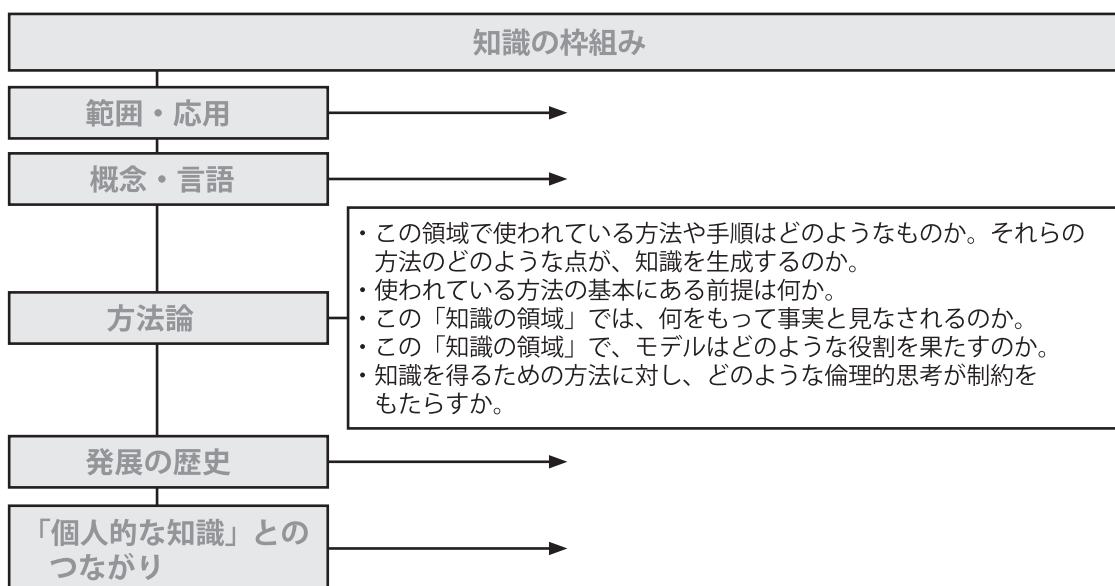 知識の枠組み
範囲・応用
概念・言語
方法論
・この領域で使われている方法や手順はどのようなものか。それらの
方法のどのような点が、知識を生成するのか。
・使われている方法の基本にある前提は何か。
・この「知識の領域」では、何をもって事実と見なされるのか。
・この「知識の領域」で、モデルはどのような役割を果たすのか。
・知識を得るための方法に対し、どのような倫理的思考が制約を
もたらすか。
発展の歴史
「個人的な知識」との
つながり